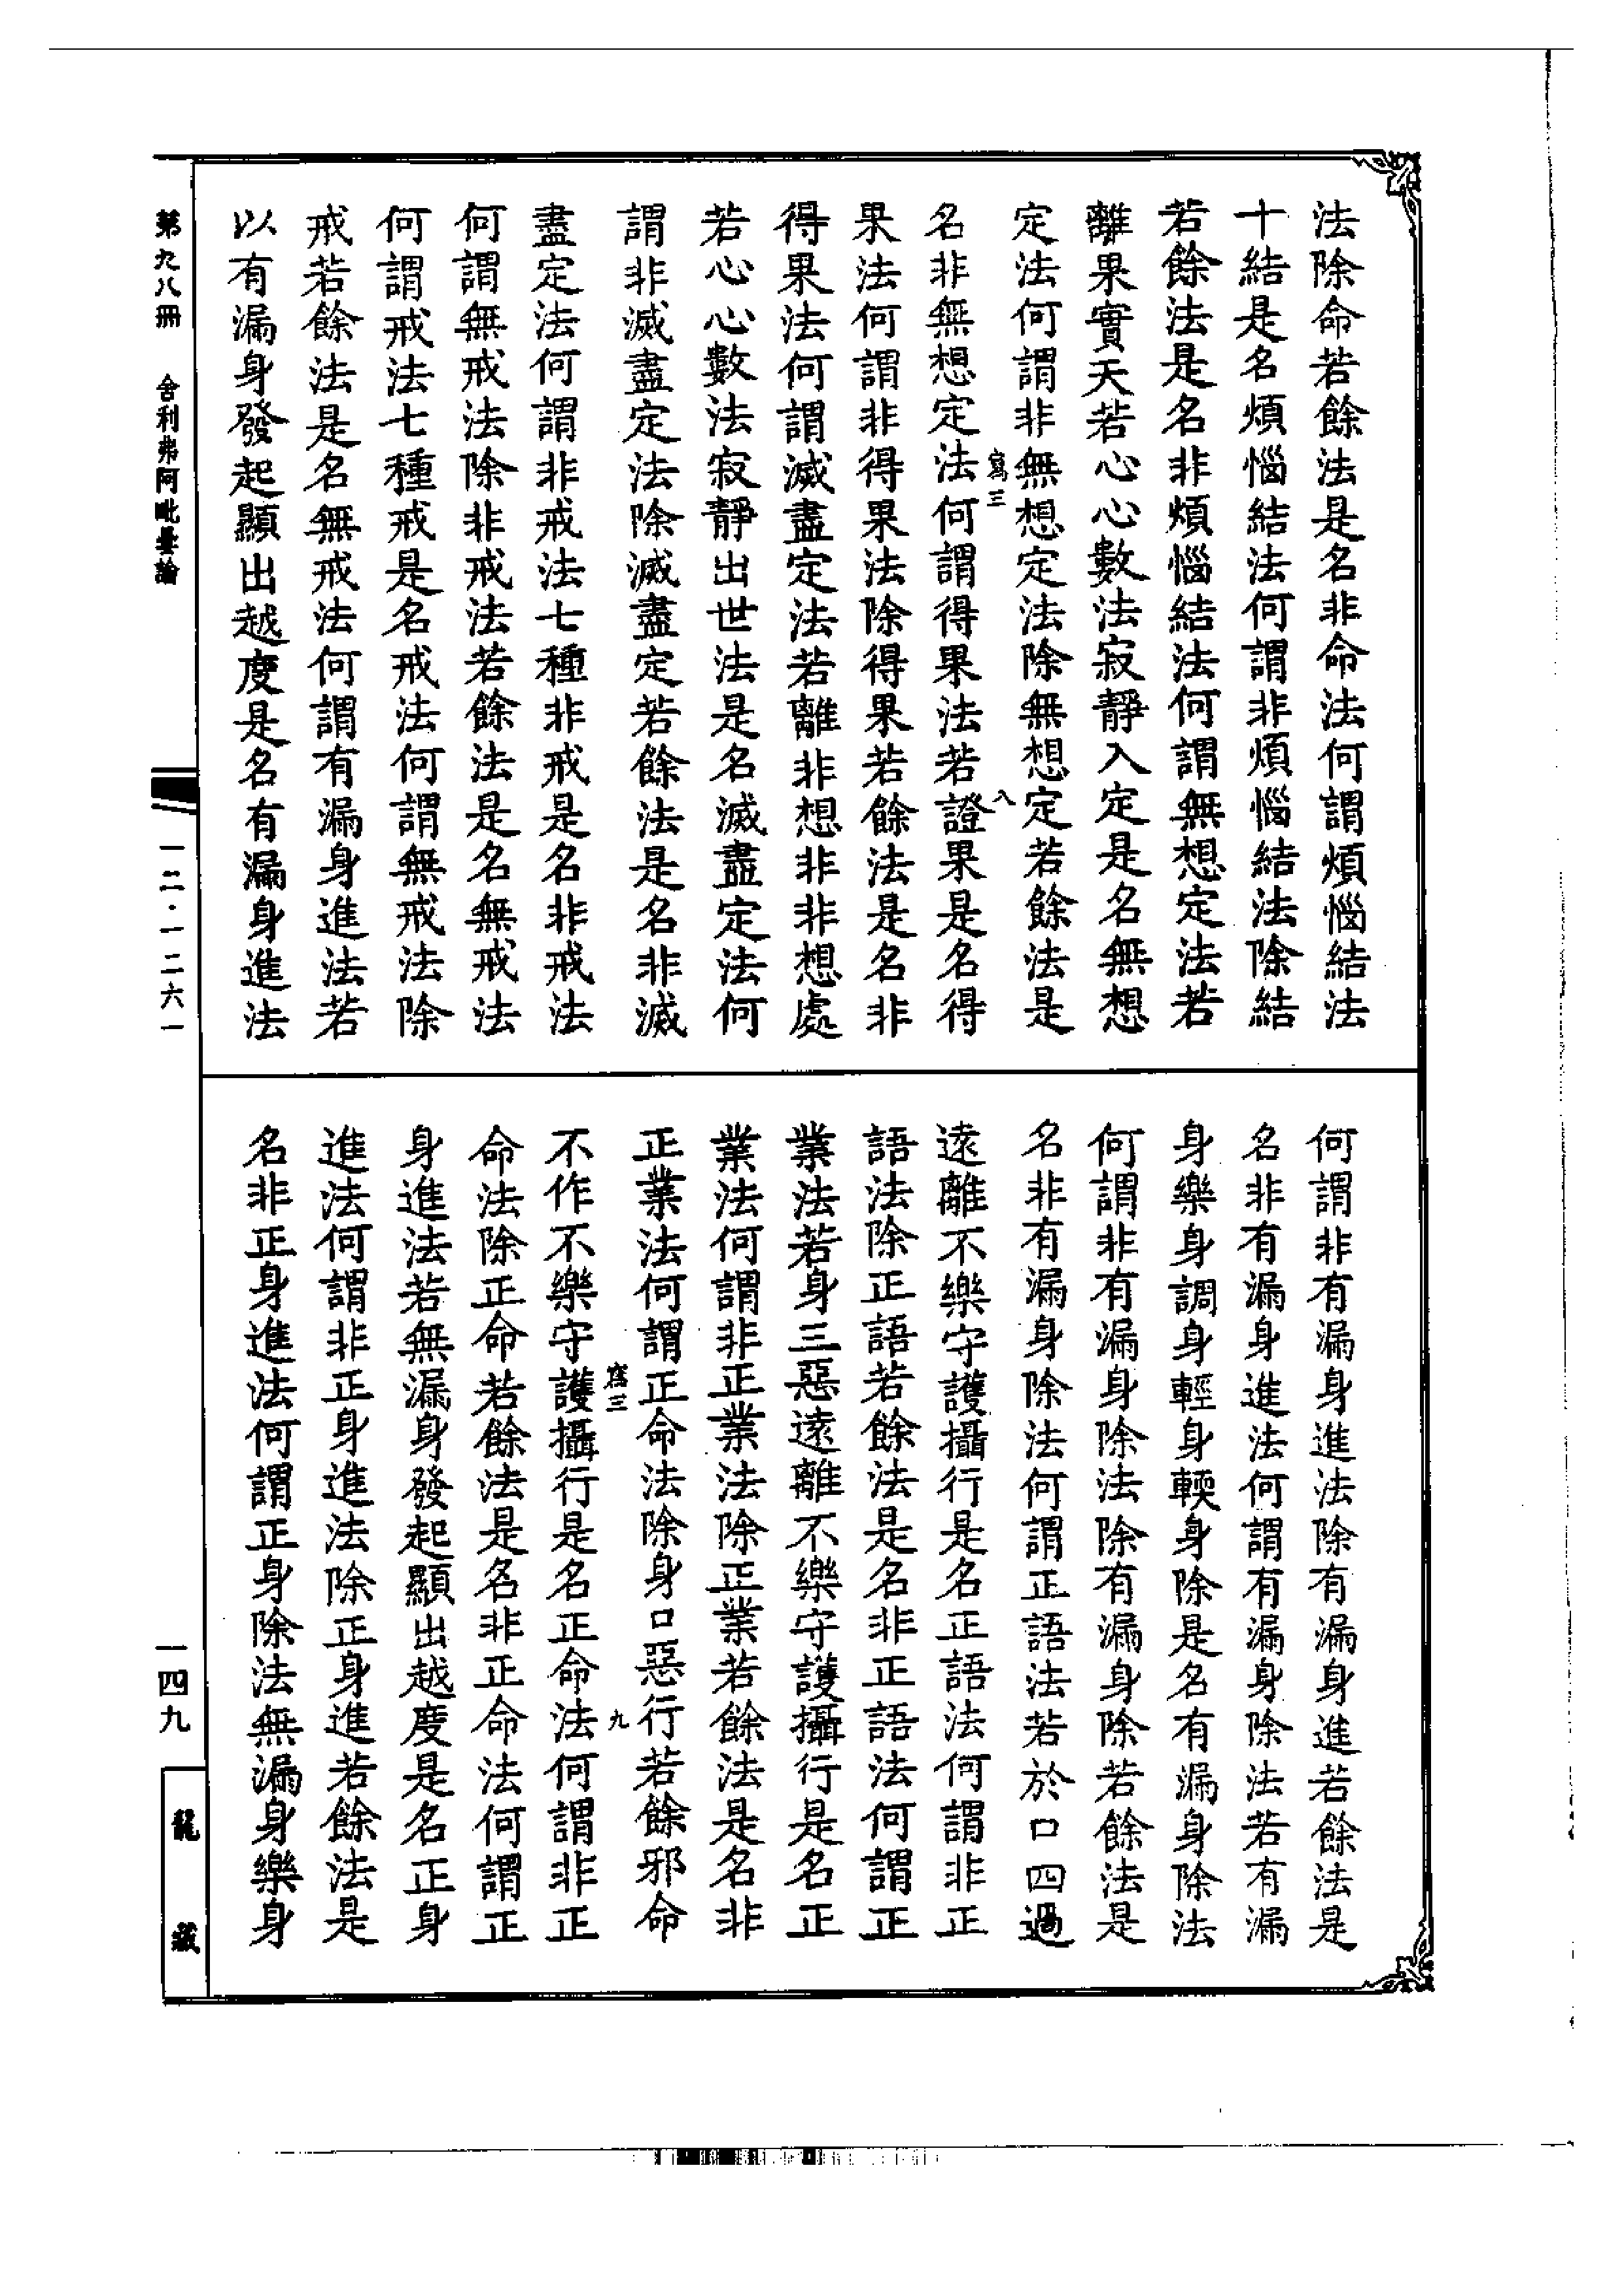 法除命若餘法是名非命法何謂煩惱結法
十結是名煩惱結法何謂非煩惱結法除結
若餘法是名非煩惱結法何謂無想定法若
離果實天若心心數法寂靜入定是名無想
定法何謂非無想定法除無想定若餘法是
寫三
八
名非無想定法何謂得果法若證果是名得
果法何謂非得果法除得果若餘法是名非
得果法何謂滅盡定法若離非想非非想處
若心心數法寂靜出世法是名滅盡定法何
謂非滅盡定法除滅盡定若餘法是名非滅
盡定法何謂非戒法七種非戒是名非戒法
何謂無戒法除非戒法若餘法是名無戒法
何謂戒法七種戒是名戒法何謂無戒法除
戒若餘法是名無戒法何謂有漏身進法若
以有漏身發起顯出越度是名有漏身進法
何謂非有漏身進法除有漏身進若餘法是
名非有漏身進法何謂有漏身除法若有漏
身樂身調身輕身輭身除是名有漏身除法
何謂非有漏身除法除有漏身除若餘法是
名非有漏身除法何謂正語法若於口四過
遠離不樂守護攝行是名正語法何謂非正
語法除正語若餘法是名非正語法何謂正
業法若身三惡遠離不樂守護攝行是名正
業法何謂非正業法除正業若餘法是名非
正業法何謂正命法除身口惡行若餘邪命
寫三
九
不作不樂守護攝行是名正命法何謂非正
命法除正命若餘法是名非正命法何謂正
身進法若無漏身發起顯出越度是名正身
進法何謂非正身進法除正身進若餘法是
名非正身進法何謂正身除法無漏身樂身
第九八冊 舍利弗阿毗曇論
一二·一二六一
一四九
龍藏